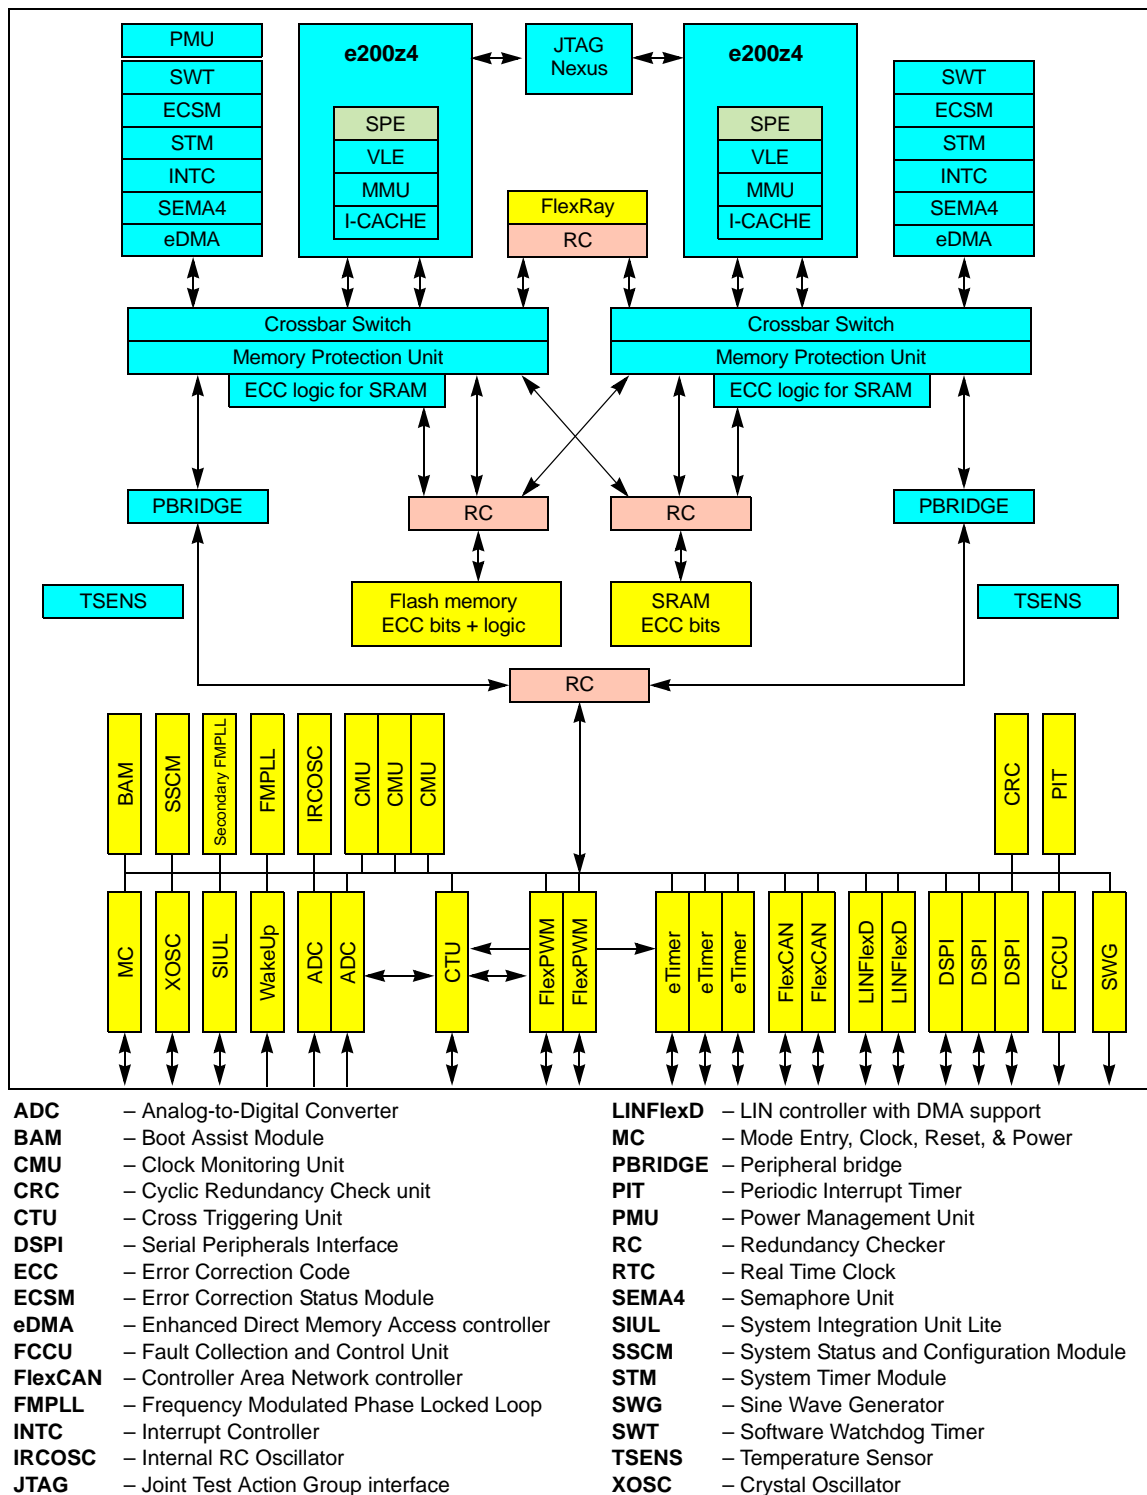 PMU
SWT
ECSM
STM
INTC
SEMA4
eDMA
e200z4
SPE
VLE
MMU
I-CACHE
JTAG
Nexus
FlexRay
RC
e200z4
SPE
VLE
MMU
I-CACHE
SWT
ECSM
STM
INTC
SEMA4
eDMA
Crossbar Switch
Memory Protection Unit
ECC logic for SRAM
Crossbar Switch
Memory Protection Unit
ECC logic for SRAM
PBRIDGE
RC
RC
PBRIDGE
TSENS
Flash memory
ECC bits + logic
SRAM
ECC bits
TSENS
RC
BAM
SSCM
Secondary FMPLL
FMPLL
IRCOSC
CMU
CMU
CMU
CRC
PIT
MC
XOSC
SIUL
WakeUp
ADC
ADC
CTU
FlexPWM
FlexPWM
eTimer
eTimer
eTimer
FlexCAN
FlexCAN
LINFlexD
LINFlexD
DSPI
DSPI
DSPI
FCCU
SWG
ADC – Analog-to-Digital Converter
BAM – Boot Assist Module
CMU – Clock Monitoring Unit
CRC – Cyclic Redundancy Check unit
CTU – Cross Triggering Unit
DSPI – Serial Peripherals Interface
ECC – Error Correction Code
ECSM – Error Correction Status Module
eDMA – Enhanced Direct Memory Access controller
FCCU – Fault Collection and Control Unit
FlexCAN – Controller Area Network controller
FMPLL – Frequency Modulated Phase Locked Loop
INTC – Interrupt Controller
IRCOSC – Internal RC Oscillator
JTAG – Joint Test Action Group interface
LINFlexD – LIN controller with DMA support
MC – Mode Entry, Clock, Reset, & Power
PBRIDGE – Peripheral bridge
PIT – Periodic Interrupt Timer
PMU – Power Management Unit
RC – Redundancy Checker
RTC – Real Time Clock
SEMA4 – Semaphore Unit
SIUL – System Integration Unit Lite
SSCM – System Status and Configuration Module
STM – System Timer Module
SWG – Sine Wave Generator
SWT – Software Watchdog Timer
TSENS – Temperature Sensor
XOSC – Crystal Oscillator